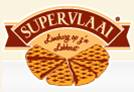 SUPERVLAAI
Limburg op z'n
Lekkerst